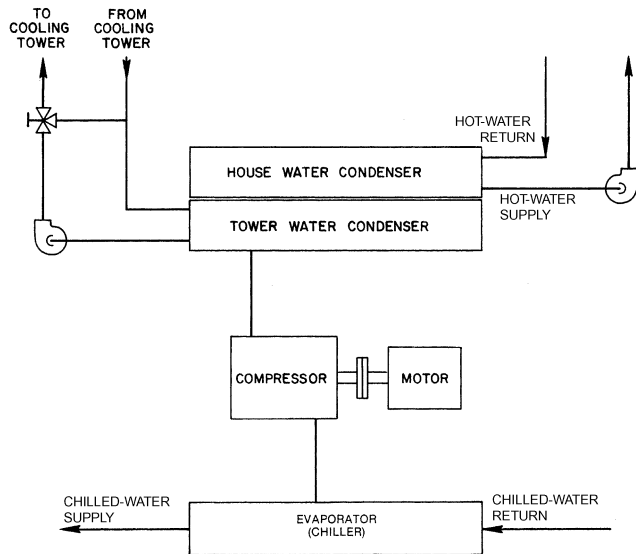 TO
COOLING
TOWER
FROM
COOLING
TOWER
HOT-WATER
RETURN
HOUSE WATER CONDENSER
HOT-WATER
SUPPLY
TOWER WATER CONDENSER
COMPRESSOR
MOTOR
CHILLED-WATER
SUPPLY
EVAPORATOR
(CHILLER)
CHILLED-WATER
RETURN